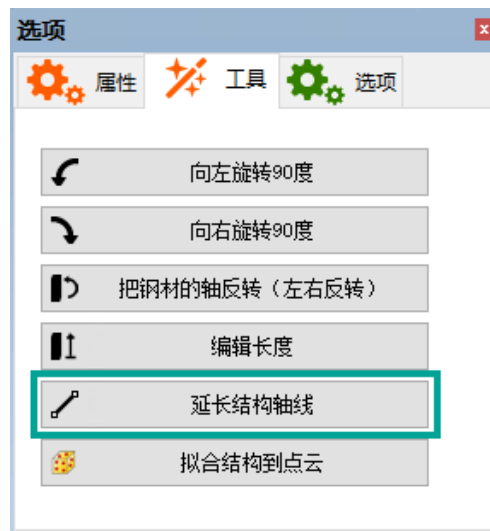 选项
属性
工具
选项
向左旋转90度
向右旋转90度
把钢材的轴反转（左右反转）
编辑长度
延长结构轴线
拟合结构到点云